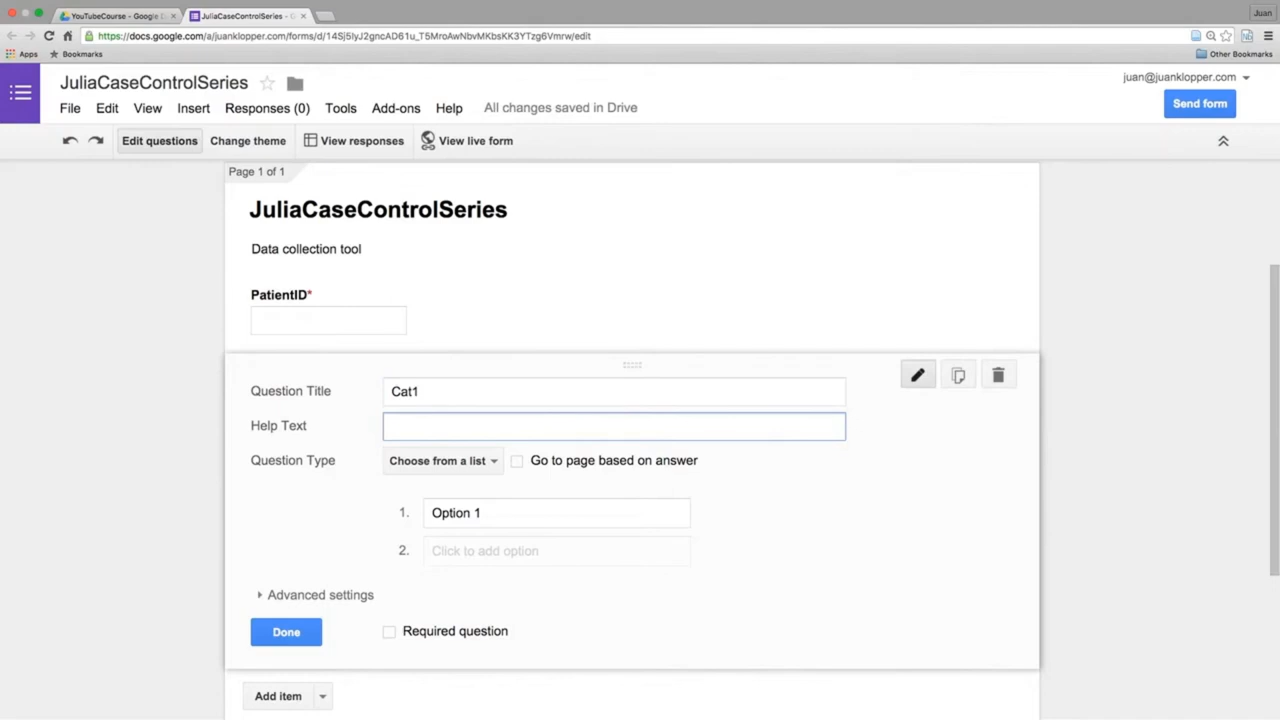 Juan
YouTubeCourse - Google D
JuliaCaseControlSeries - G
https://docs.google.com/a/juanklopper.com/forms/d/14Sj5lyJ2gncAD61u_T5MroAwNbvMKbsKK3YTzg6Vmrw/edit
Apps
Bookmarks
Other Bookmarks
JuliaCaseControlSeries
juan@juanklopper.com
File Edit View Insert Responses (0) Tools Add-ons Help All changes saved in Drive
Send form
Edit questions Change theme View responses View live form
Page 1 of 1
JuliaCaseControlSeries
Data collection tool
PatientID*
Question Title Cat1
Help Text
Question Type Choose from a list Go to page based on answer
1. Option 1
2. Click to add option
Advanced settings
Done Required question
Add item